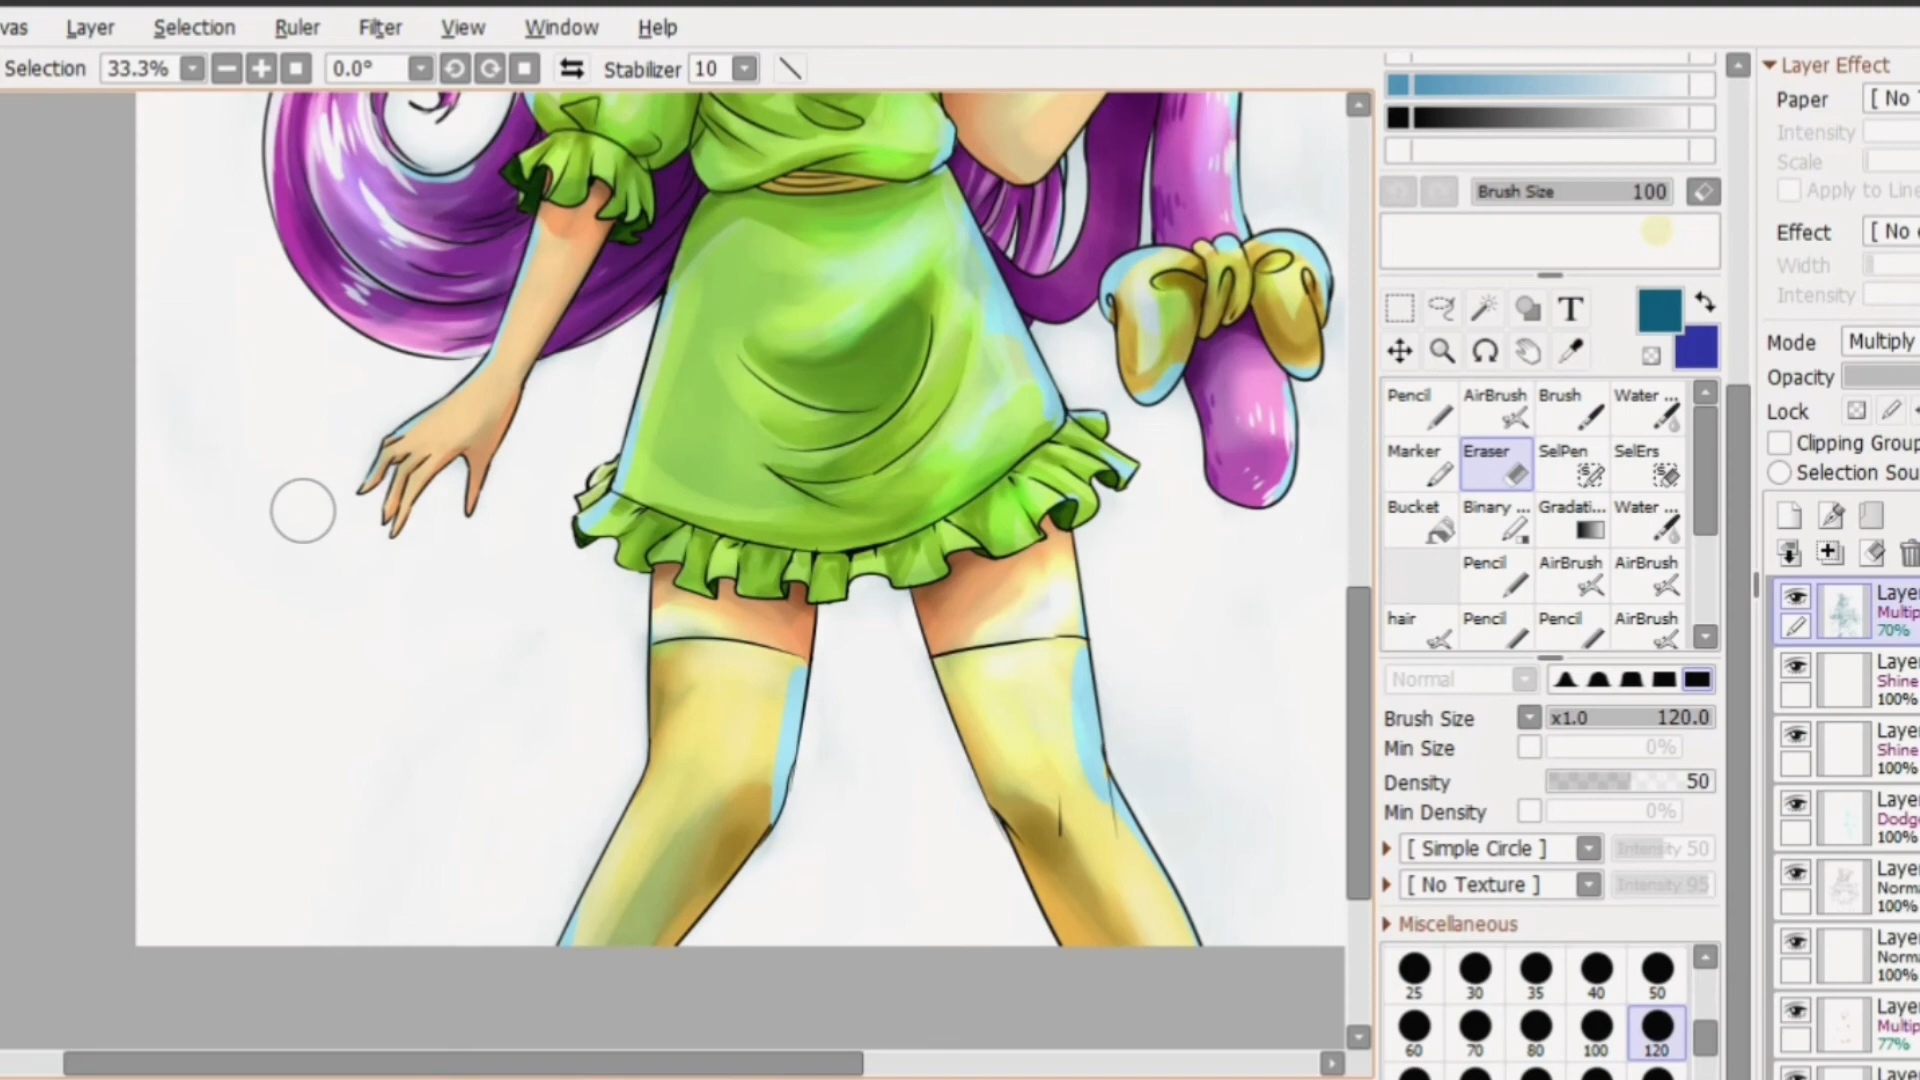 vas Layer Selection Ruler Filter View Window Help
Selection 33.3% 0.0° Stabilizer 10
Layer Effect
Paper [ No
Intensity
Scale
Apply to Line
Brush Size 100
Effect [ No
Width
Intensity
T
Mode Multiply
Opacity
Lock
Clipping Group
Selection Sou
Pencil AirBrush Brush Water ...
Marker Eraser SelPen SelErs
Bucket Binary ... Gradati... Water ...
Pencil AirBrush AirBrush
hair Pencil Pencil AirBrush
Normal
Brush Size x1.0 120.0
Min Size 0%
Density 50
Min Density 0%
[ Simple Circle ] Intensity 50
[ No Texture ] Intensity 95
Miscellaneous
25 30 35 40 50
60 70 80 100 120
Laye
Multip
70%
Laye
Shine
100%
Laye
Shine
100%
Laye
Dodg
100%
Laye
Norma
100%
Laye
Norma
100%
Laye
Multip
77%
Laye